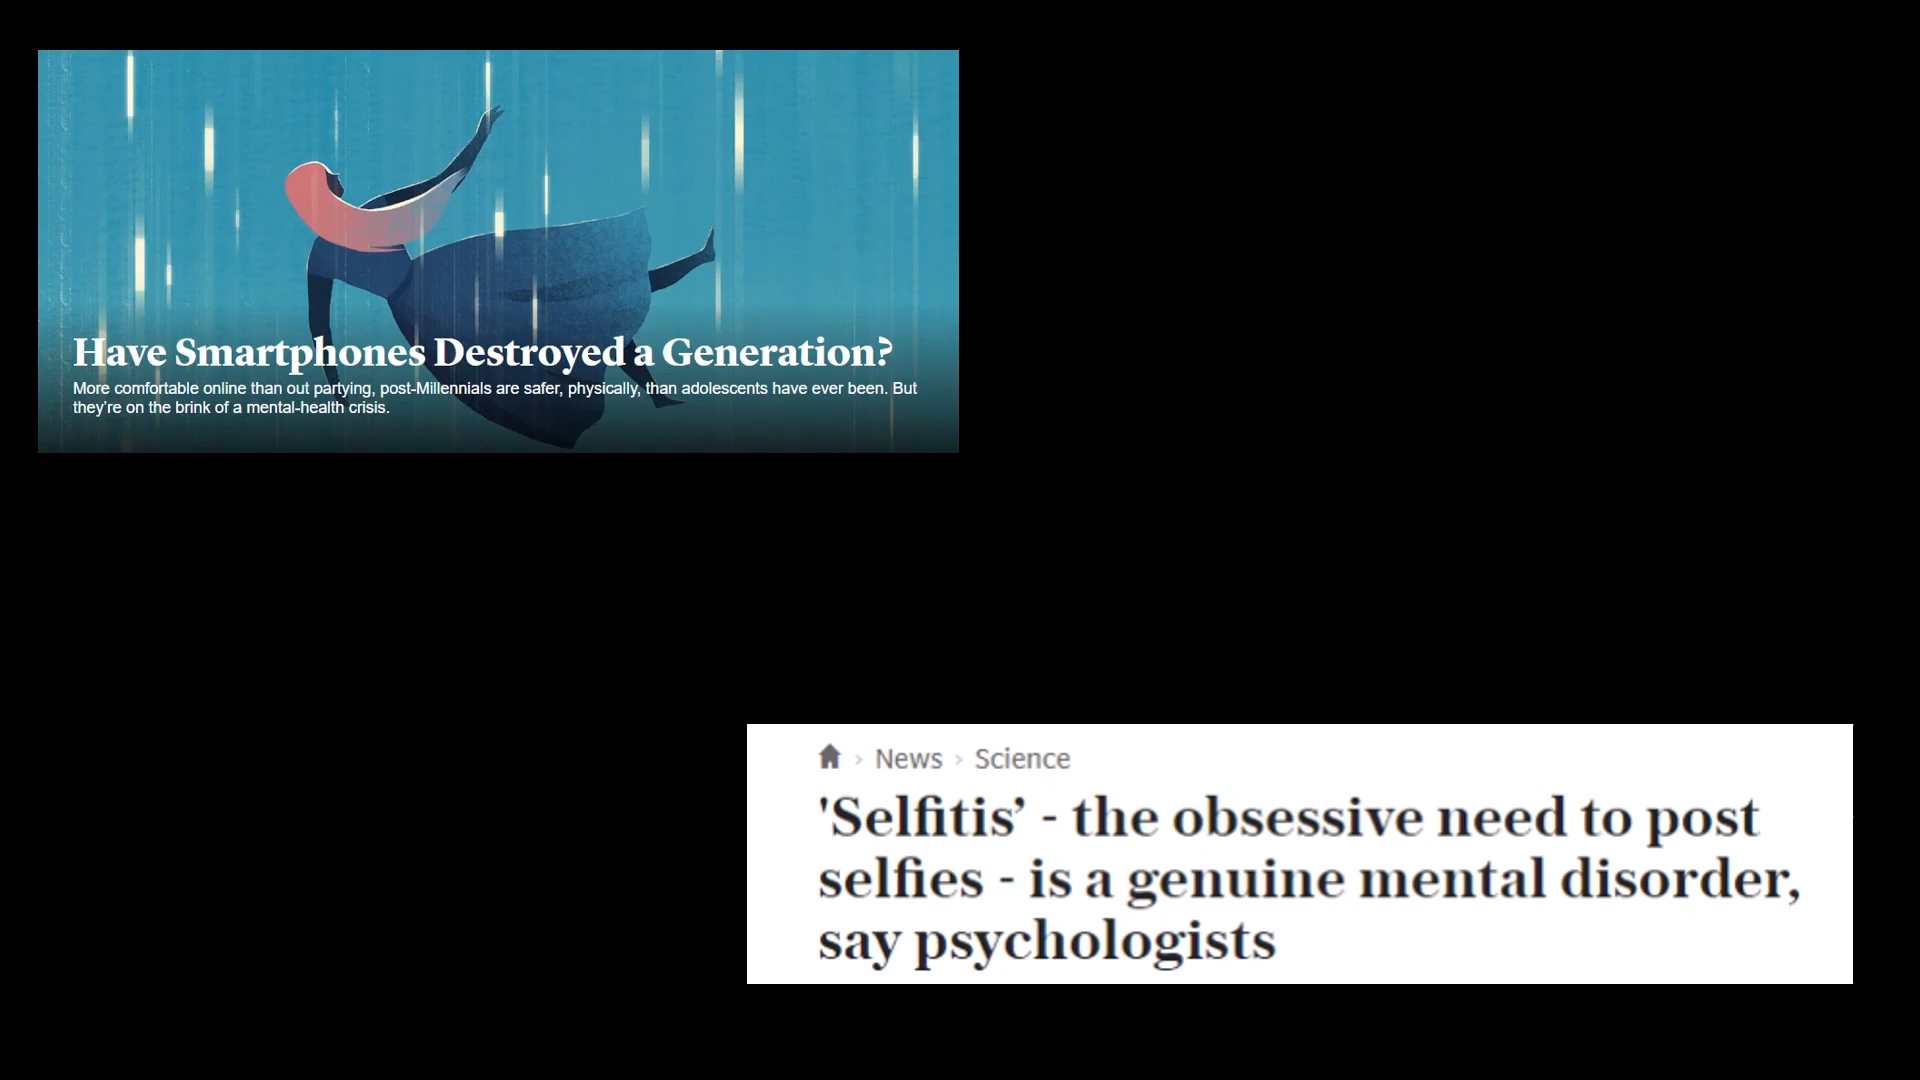 Have Smartphones Destroyed a Generation?
More comfortable online than out partying, post-Millennials are safer, physically, than adolescents have ever been. But
they're on the brink of a mental-health crisis.
› News › Science
'Selfitis’ - the obsessive need to post
selfies - is a genuine mental disorder,
say psychologists